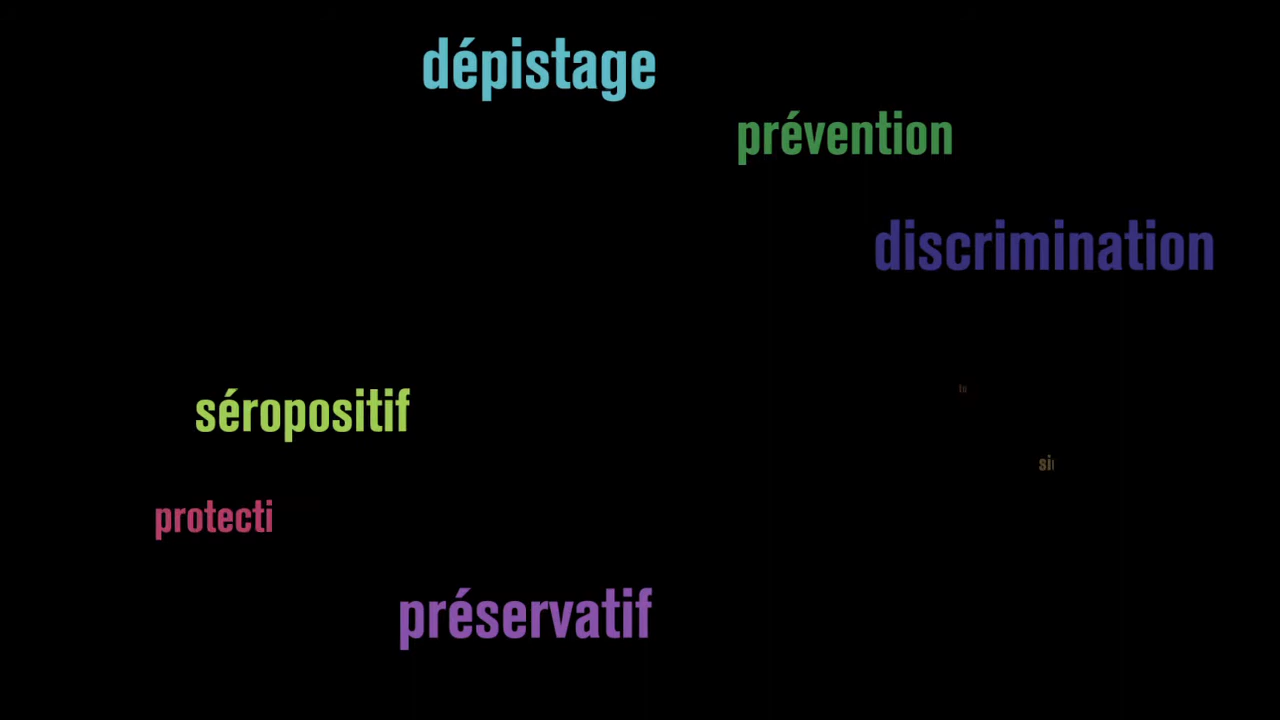 dépistage
prévention
discrimination
séropositif
protecti
préservatif